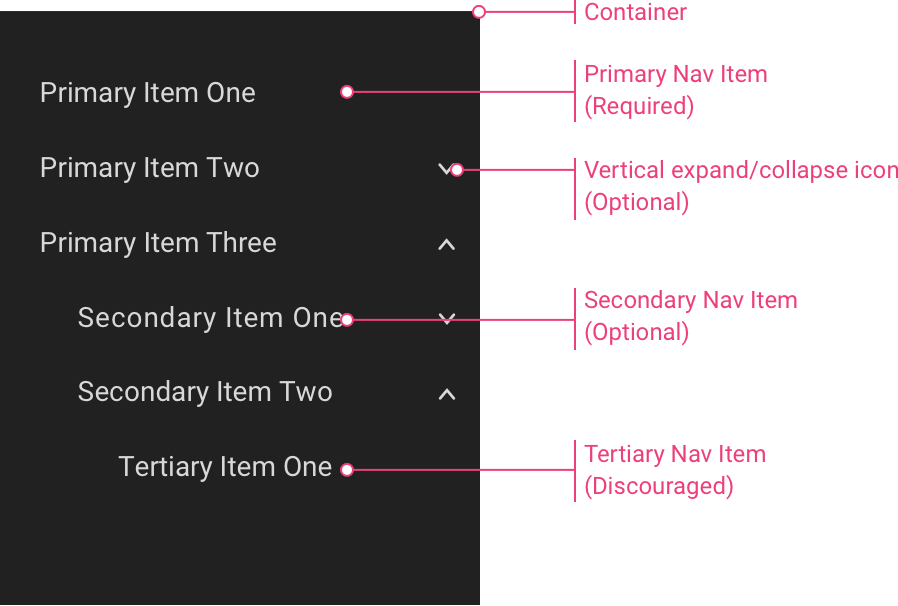 Container
Primary Item One
Primary Nav Item
(Required)
Primary Item Two
Vertical expand/collapse icon
(Optional)
Primary Item Three
Secondary Item One
Secondary Nav Item
(Optional)
Secondary Item Two
Tertiary Item One
Tertiary Nav Item
(Discouraged)